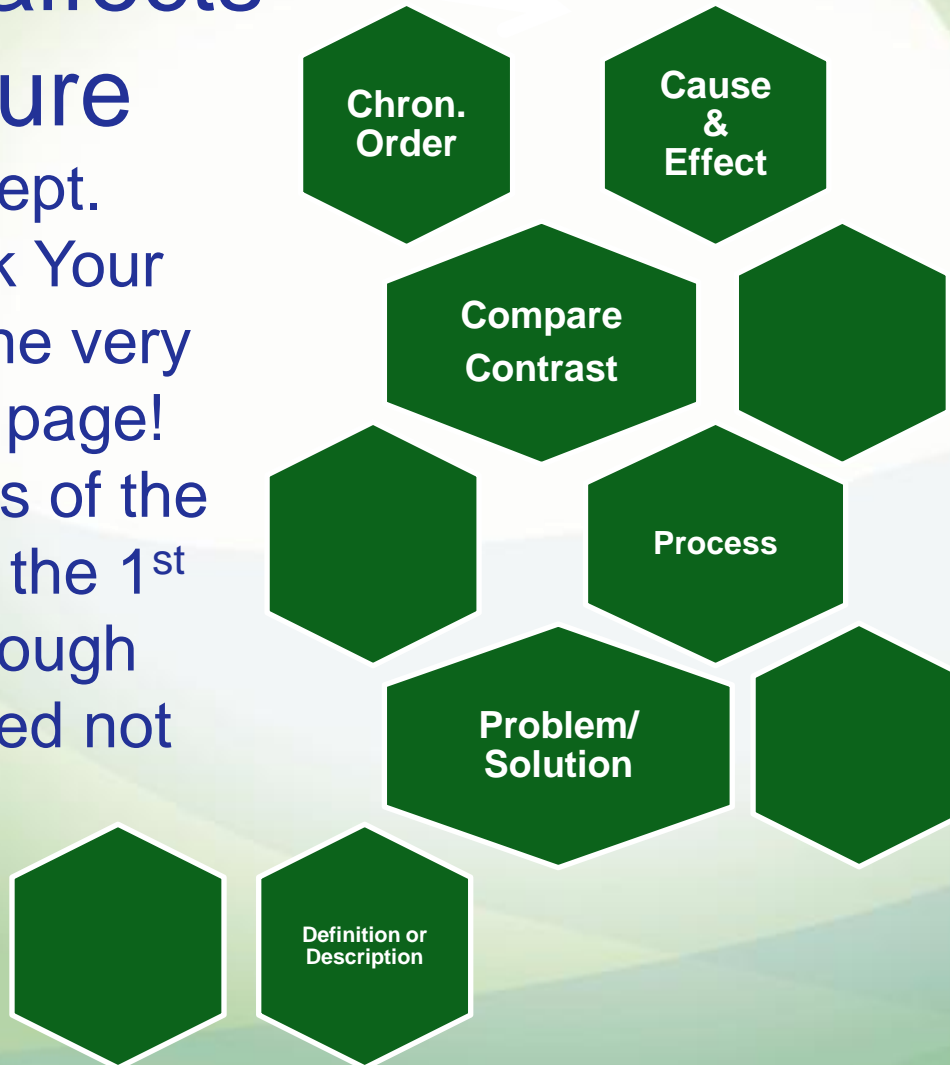 ure
ept.
k Your
he very
page!
s of the
the 1st
ough
ed not
Chron.
Order
Cause
&
Effect
Compare
Contrast
Process
Problem/
Solution
Definition or
Description